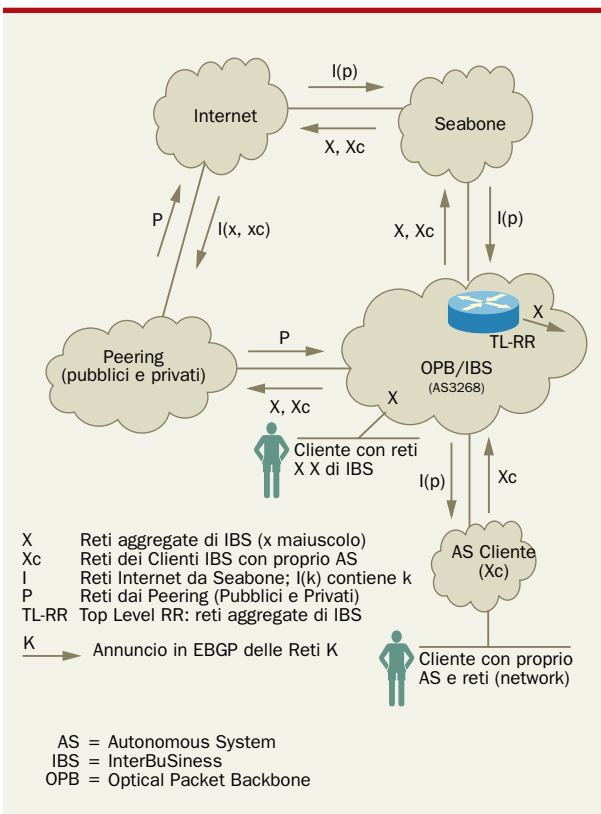 I(p)
Internet
Seabone
X, Xc
P
I(x, xc)
X, Xc
I(p)
X
TL-RR
P
Peering
(pubblici e privati)
OPB/IBS
(AS3268)
X, Xc
X
Cliente con reti
X X di IBS
I(p)
Xc
X Reti aggregate di IBS (x maiuscolo)
Xc Reti dei Clienti IBS con proprio AS
I Reti Internet da Seabone; I(k) contiene k
P Reti dai Peering (Pubblici e Privati)
TL-RR Top Level RR: reti aggregate di IBS
AS Cliente
(Xc)
K Annuncio in EBGP delle Reti K
Cliente con proprio
AS e reti (network)
AS = Autonomous System
IBS = InterBuSiness
OPB = Optical Packet Backbone